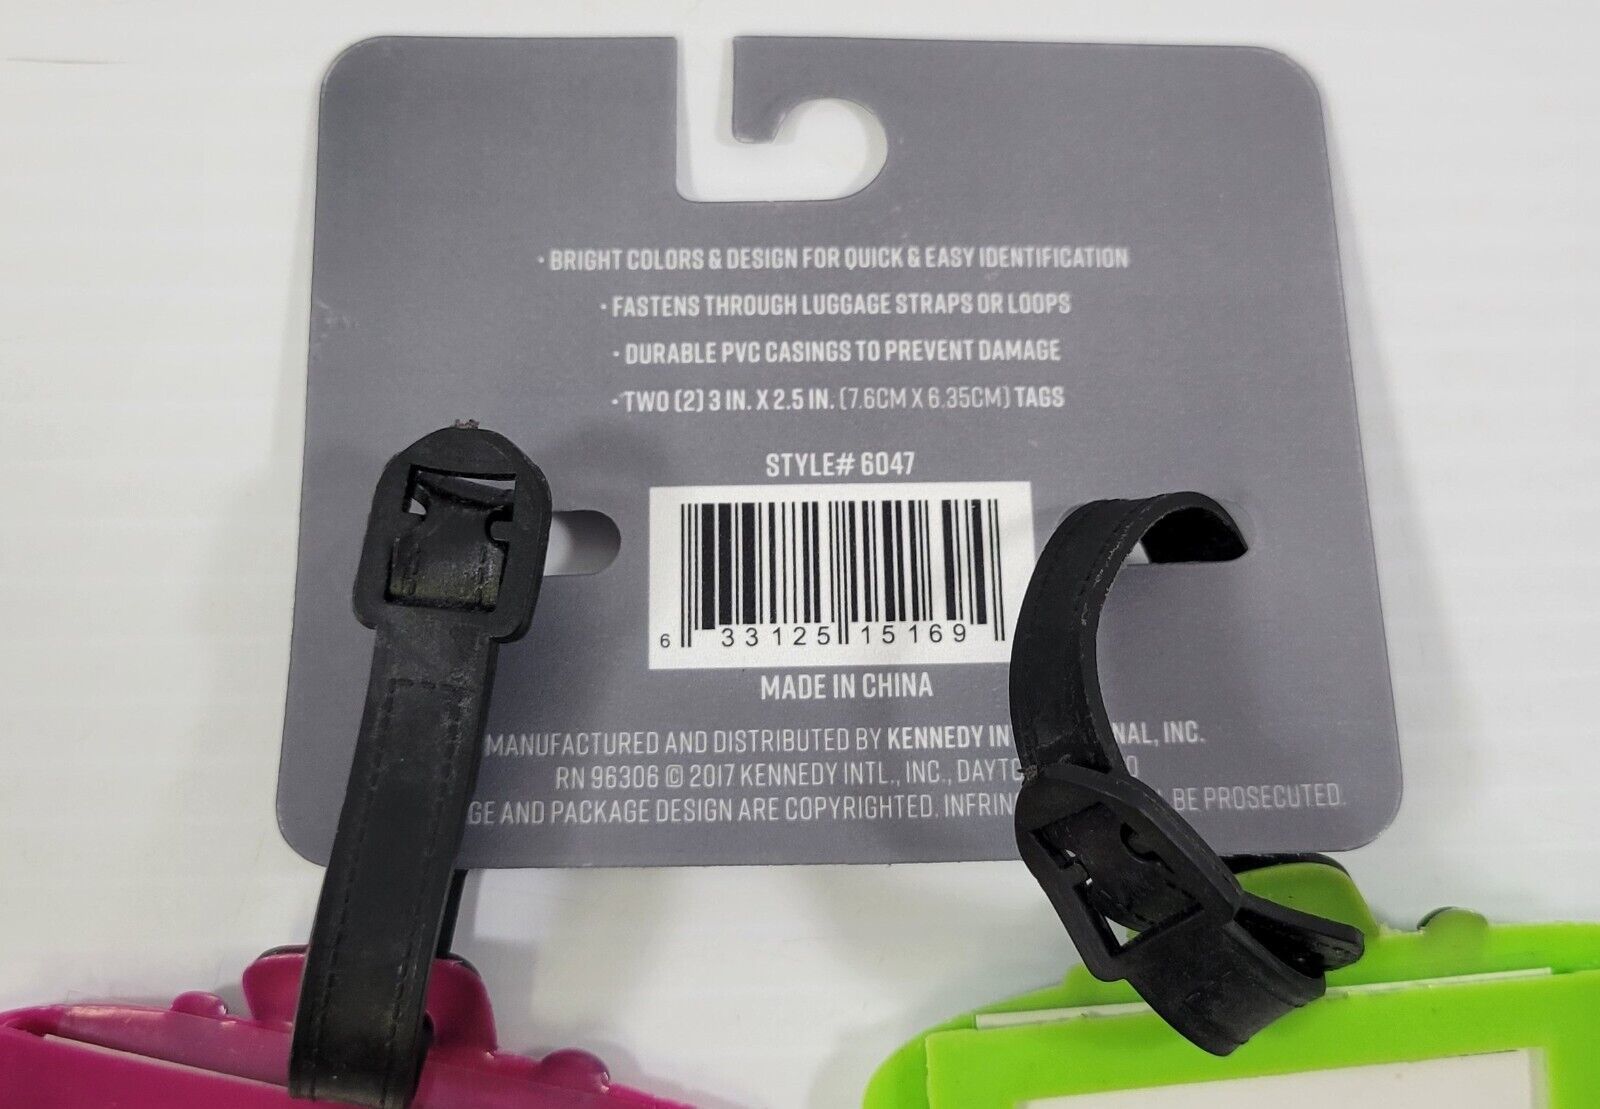 • BRIGHT COLORS & DESIGN FOR QUICK & EASY IDENTIFICATION
• FASTENS THROUGH LUGGAGE STRAPS OR LOOPS
• DURABLE PVC CASINGS TO PREVENT DAMAGE
• TWO (2) 3 IN. X 2.5 IN. (7.6CM X 6.35CM) TAGS
STYLE# 6047
6 33125 15169
MADE IN CHINA
MANUFACTURED AND DISTRIBUTED BY KENNEDY IN NAL, INC.
RN 96306 © 2017 KENNEDY INTL., INC., DAYT 0
GE AND PACKAGE DESIGN ARE COPYRIGHTED. INFRIN BE PROSECUTED.